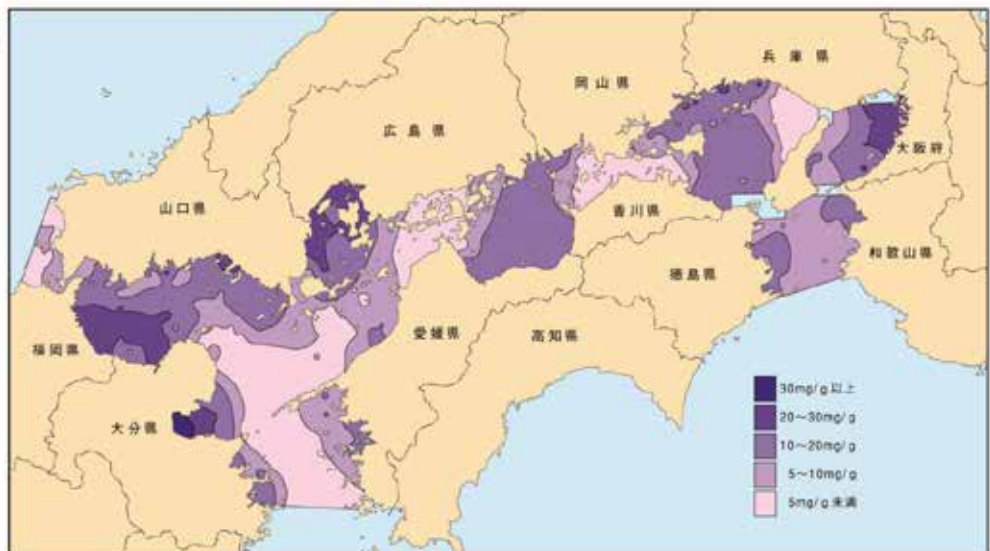 兵庫県
岡山県
広島県
大阪府
山口県
香川県
和歌山県
徳島県
愛媛県
高知県
福岡県
大分県
30mg/g以上
20〜30mg/g
10〜20mg/g
5〜10mg/g
5mg/g未満